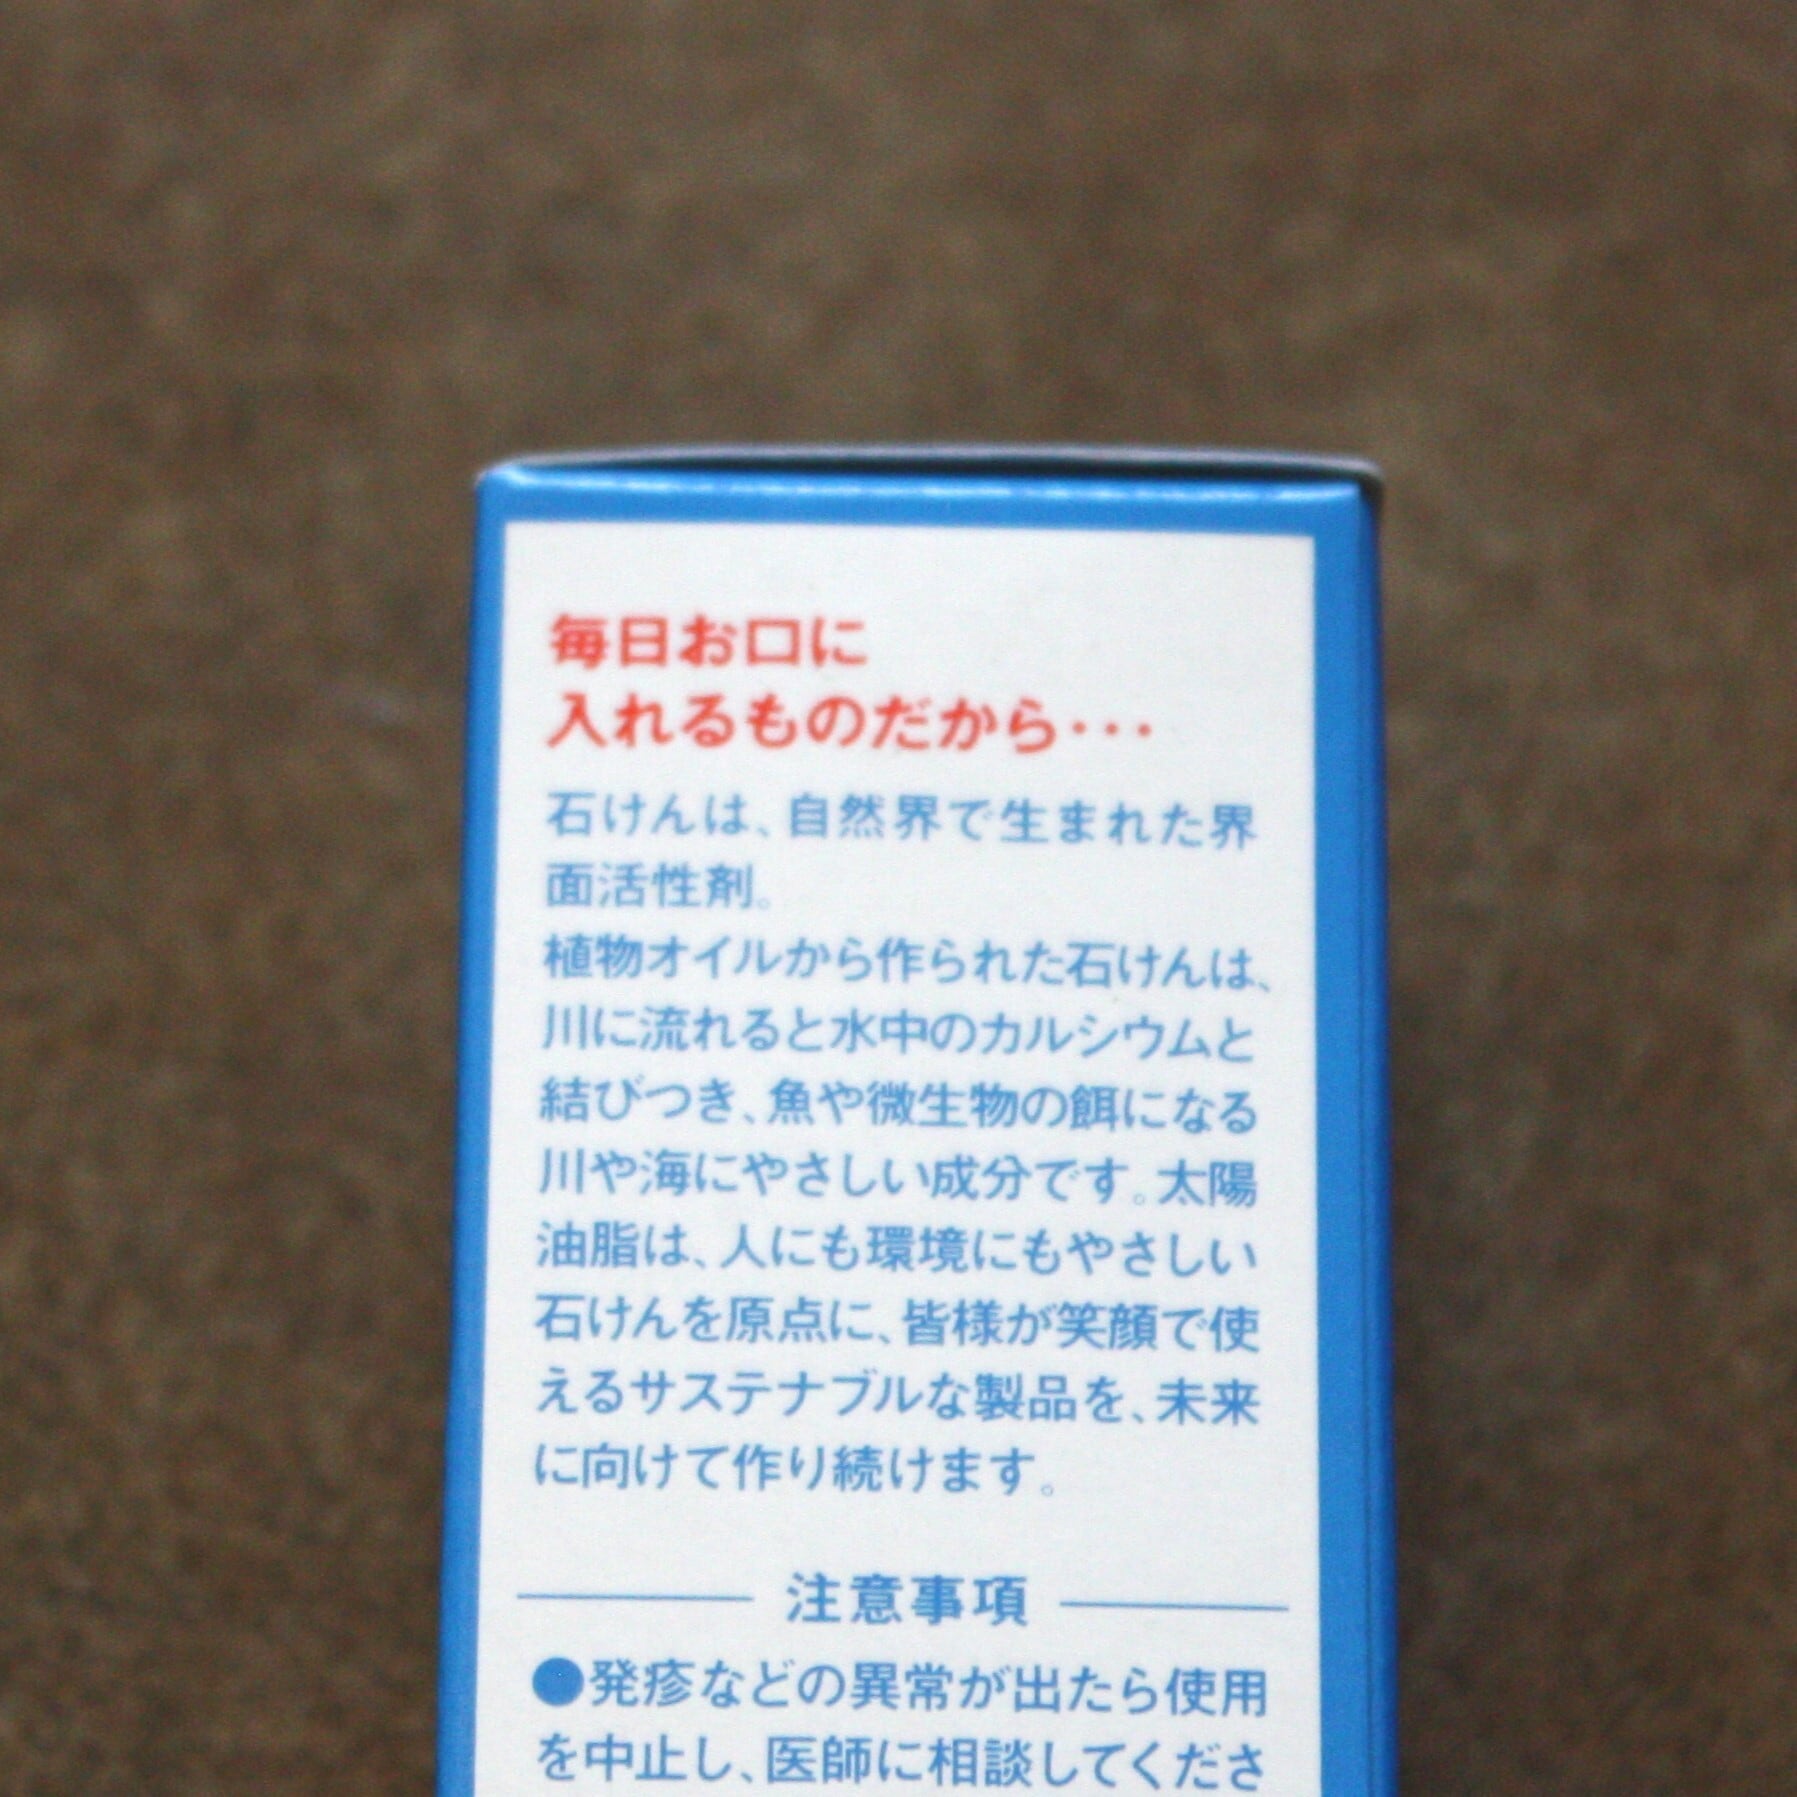 毎日お口に
入れるものだから･･･
石けんは、自然界で生まれた界
面活性剤。
植物オイルから作られた石けんは、
川に流れると水中のカルシウムと
結びつき、魚や微生物の餌になる
川や海にやさしい成分です。太陽
油脂は、人にも環境にもやさしい
石けんを原点に、皆様が笑顔で使
えるサステナブルな製品を、未来
に向けて作り続けます。
注意事項
●発疹などの異常が出たら使用
を中止し、医師に相談してくださ